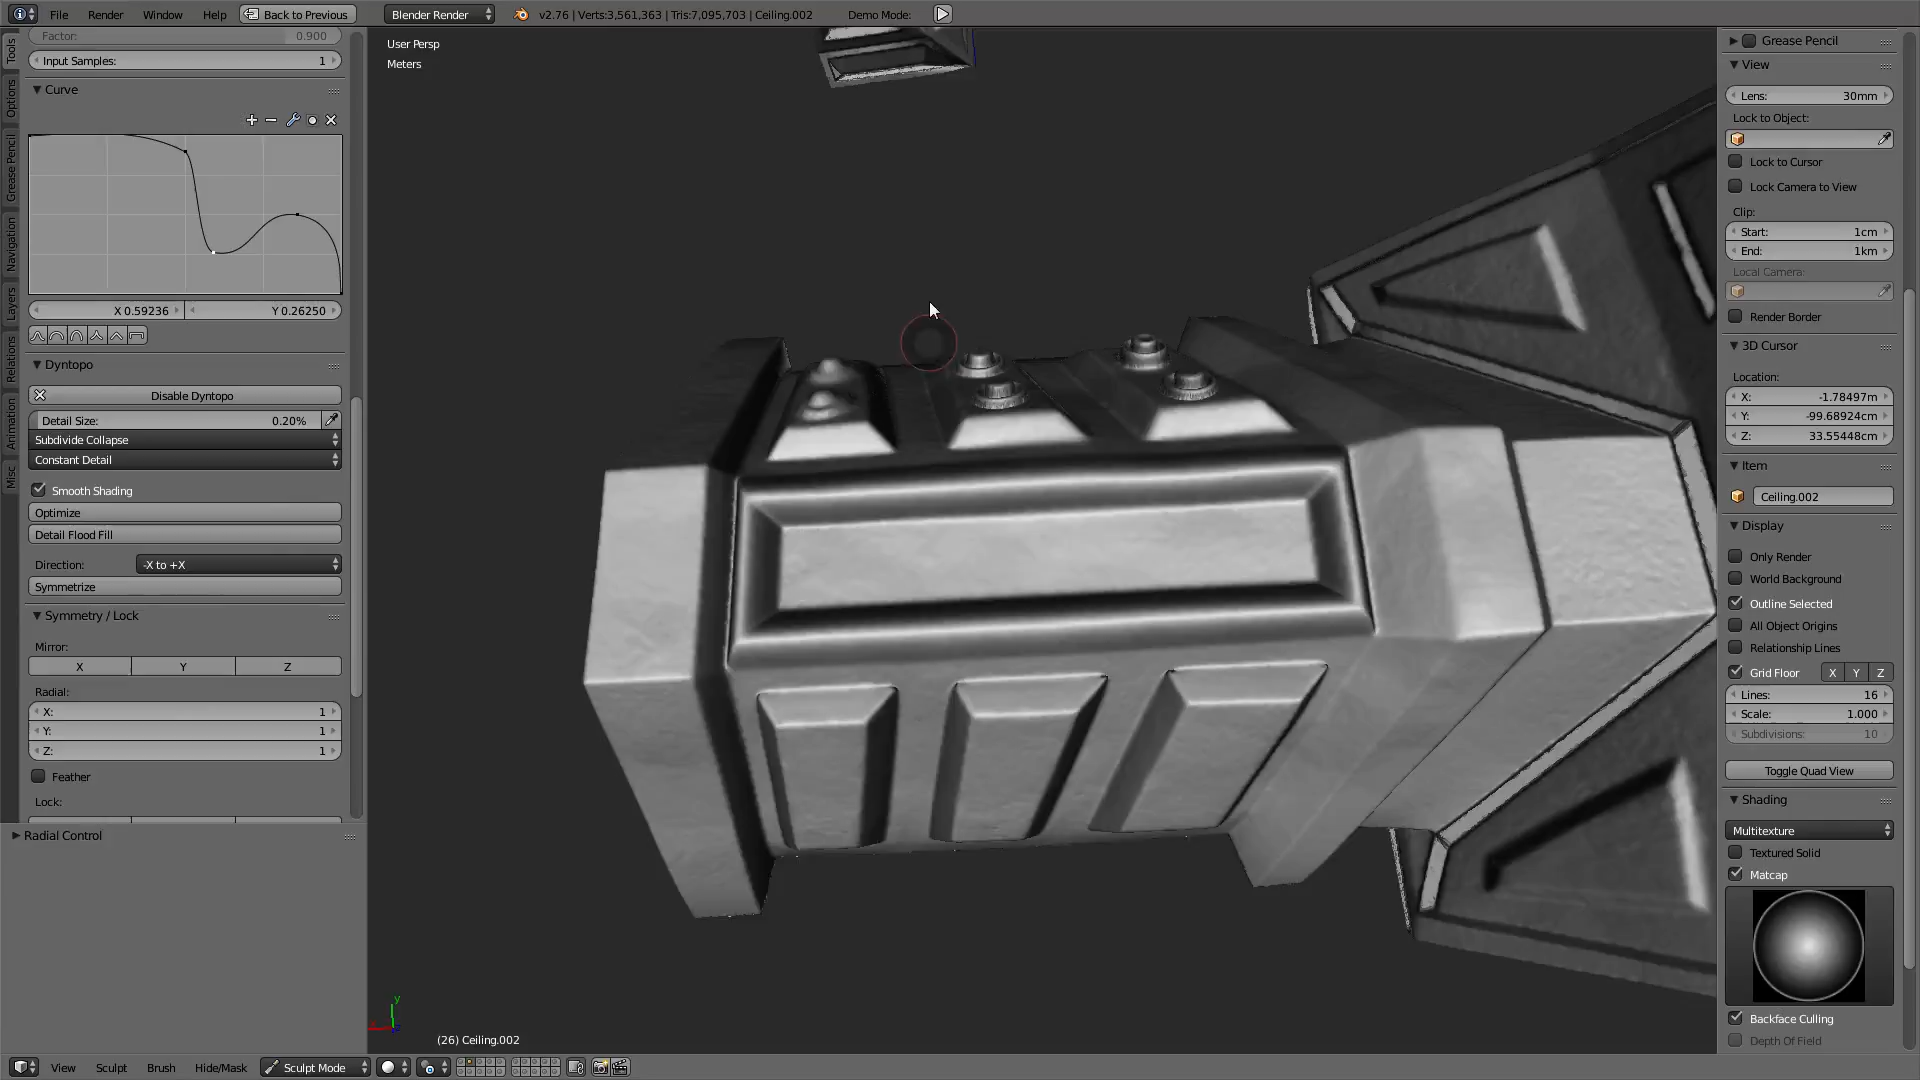 File Render Window Help Back to Previous Blender Render v2.76 | Verts:3,561,363 | Tris:7,095,703 | Ceiling.002 Demo Mode:
Tools
Options
Grease Pencil
Navigation
Layers
Relations
Animation
Misc
Factor: 0.900
Input Samples: 1
Curve
X 0.59236 Y 0.26250
Dyntopo
Disable Dyntopo
Detail Size: 0.20%
Subdivide Collapse
Constant Detail
Smooth Shading
Optimize
Detail Flood Fill
Direction: -X to +X
Symmetrize
Symmetry / Lock
Mirror:
X Y Z
Radial:
X: 1
Y: 1
Z: 1
Feather
Lock:
Radial Control
User Persp
Meters
y
(26) Ceiling.002
Grease Pencil
View
Lens: 30mm
Lock to Object:
Lock to Cursor
Lock Camera to View
Clip:
Start: 1cm
End: 1km
Local Camera:
Render Border
3D Cursor
Location:
X: -1.78497m
Y: -99.68924cm
Z: 33.55448cm
Item
Ceiling.002
Display
Only Render
World Background
Outline Selected
All Object Origins
Relationship Lines
Grid Floor X Y Z
Lines: 16
Scale: 1.000
Subdivisions: 10
Toggle Quad View
Shading
Multitexture
Textured Solid
Matcap
Backface Culling
Depth Of Field
View Sculpt Brush Hide/Mask Sculpt Mode